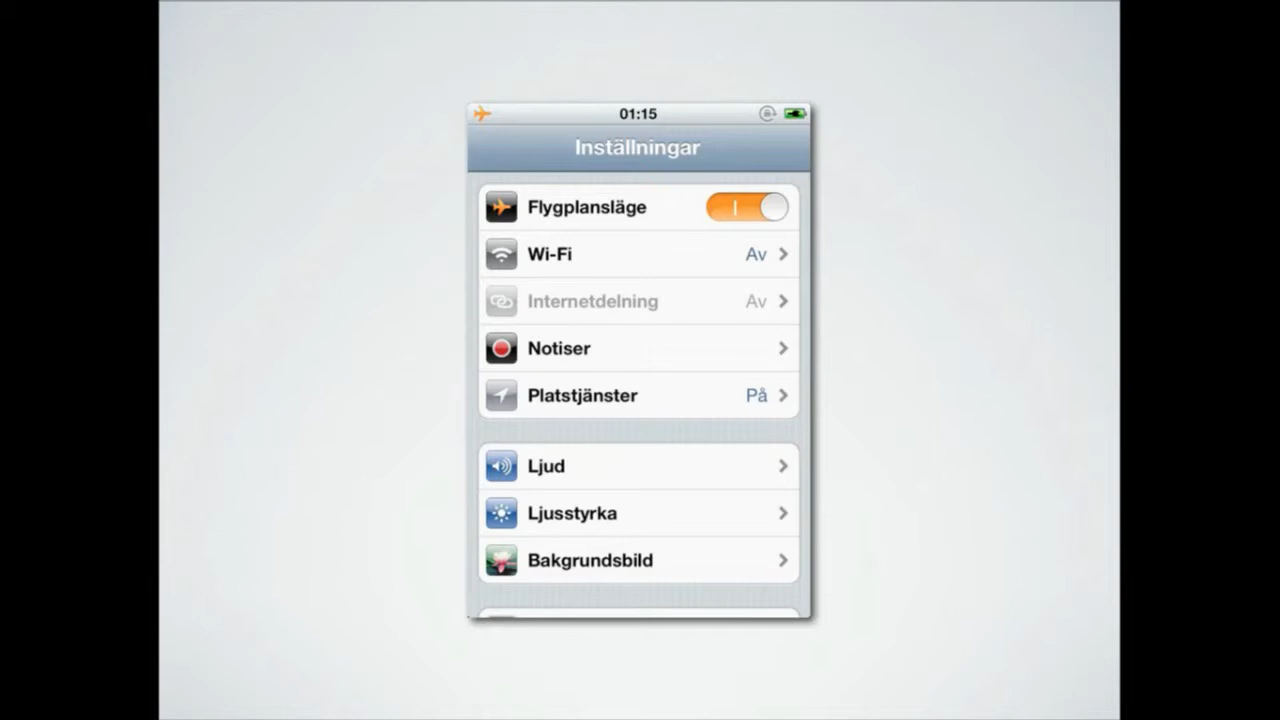 01:15
Inställningar
Flygplansläge
Wi-Fi Av
Internetdelning Av
Notiser
Platstjänster På
Ljud
Ljusstyrka
Bakgrundsbild